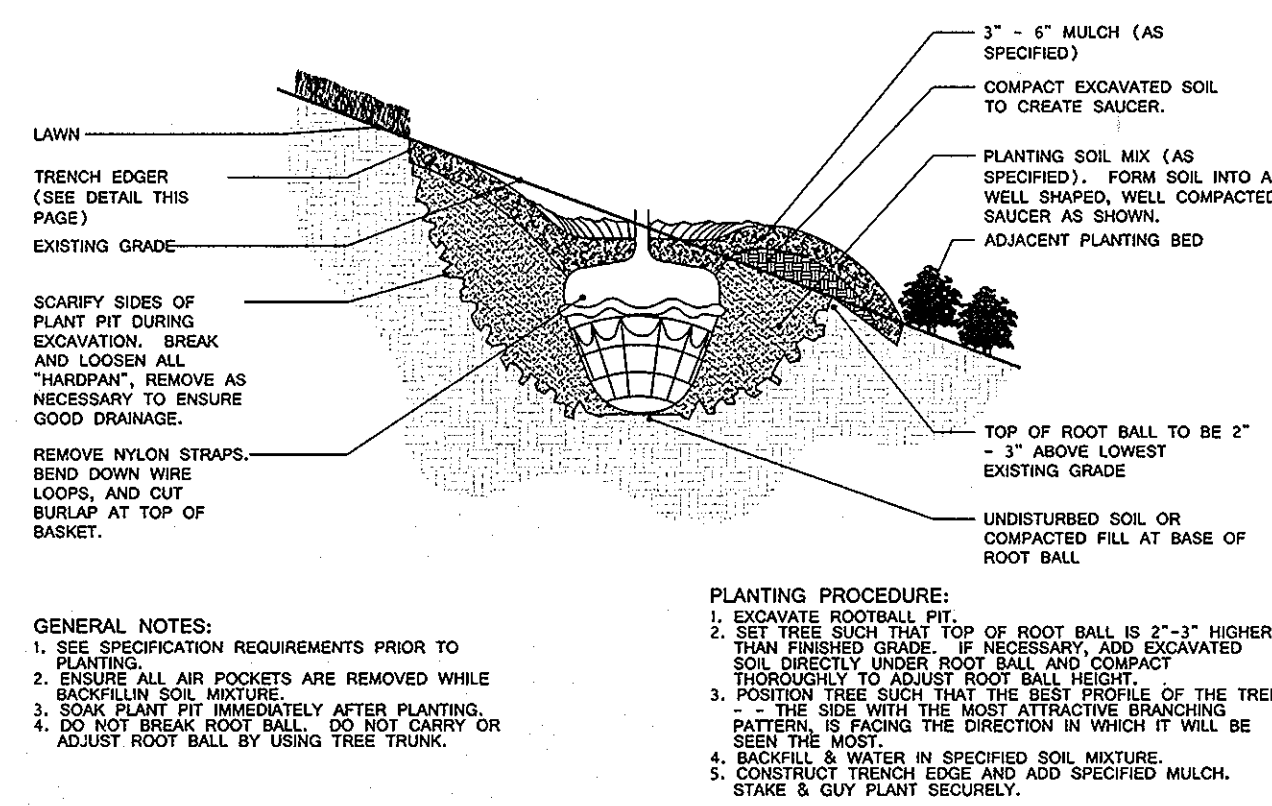 LAWN
TRENCH EDGER
(SEE DETAIL THIS
PAGE)
EXISTING GRADE
SCARIFY SIDES OF
PLANT PIT DURING
EXCAVATION. BREAK
AND LOOSEN ALL
"HARDPAN", REMOVE AS
NECESSARY TO ENSURE
GOOD DRAINAGE.
REMOVE NYLON STRAPS.
BEND DOWN WIRE
LOOPS, AND CUT
BURLAP AT TOP OF
BASKET.
3" - 6" MULCH (AS
SPECIFIED)
COMPACT EXCAVATED SOIL
TO CREATE SAUCER.
PLANTING SOIL MIX (AS
SPECIFIED). FORM SOIL INTO A
WELL SHAPED, WELL COMPACTED
SAUCER AS SHOWN.
ADJACENT PLANTING BED
TOP OF ROOT BALL TO BE 2"
- 3" ABOVE LOWEST
EXISTING GRADE
UNDISTURBED SOIL OR
COMPACTED FILL AT BASE OF
ROOT BALL
GENERAL NOTES:
1. SEE SPECIFICATION REQUIREMENTS PRIOR TO
PLANTING.
2. ENSURE ALL AIR POCKETS ARE REMOVED WHILE
BACKFILLIN SOIL MIXTURE.
3. SOAK PLANT PIT IMMEDIATELY AFTER PLANTING.
4. DO NOT BREAK ROOT BALL. DO NOT CARRY OR
ADJUST ROOT BALL BY USING TREE TRUNK.
PLANTING PROCEDURE:
1. EXCAVATE ROOTBALL PIT.
2. SET TREE SUCH THAT TOP OF ROOT BALL IS 2"-3" HIGHER
THAN FINISHED GRADE. IF NECESSARY, ADD EXCAVATED
SOIL DIRECTLY UNDER ROOT BALL AND COMPACT
THOROUGHLY TO ADJUST ROOT BALL HEIGHT.
3. POSITION TREE SUCH THAT THE BEST PROFILE OF THE TREE
- - THE SIDE WITH THE MOST ATTRACTIVE BRANCHING
PATTERN, IS FACING THE DIRECTION IN WHICH IT WILL BE
SEEN THE MOST.
4. BACKFILL & WATER IN SPECIFIED SOIL MIXTURE.
5. CONSTRUCT TRENCH EDGE AND ADD SPECIFIED MULCH.
STAKE & GUY PLANT SECURELY.